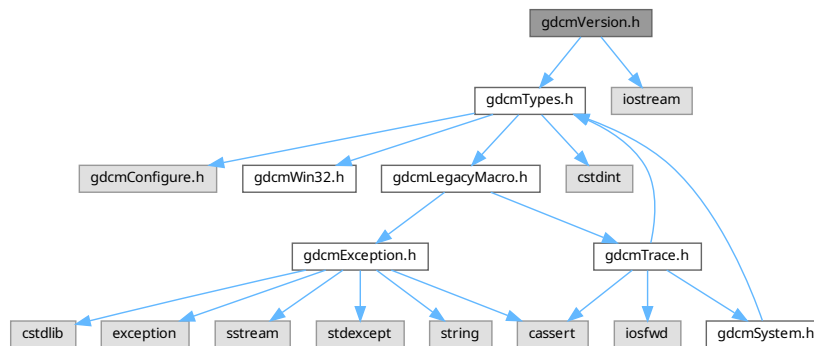 gdcmVersion.h
gdcmTypes.h
iostream
gdcmConfigure.h
gdcmWin32.h
gdcmLegacyMacro.h
cstdint
gdcmException.h
gdcmTrace.h
cstdlib
exception
sstream
stdexcept
string
cassert
iosfwd
gdcmSystem.h